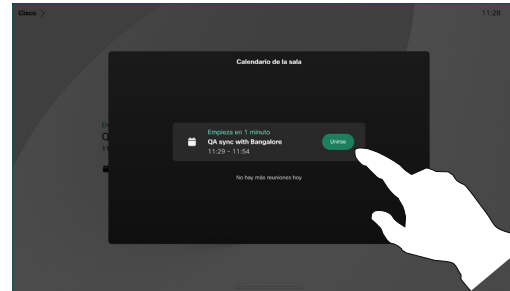 Cisco
11:28
Calendario de la sala
Empieza en 1 minuto
QA sync with Bangalore
11:29 - 11:54
Unirse
No hay más reuniones hoy